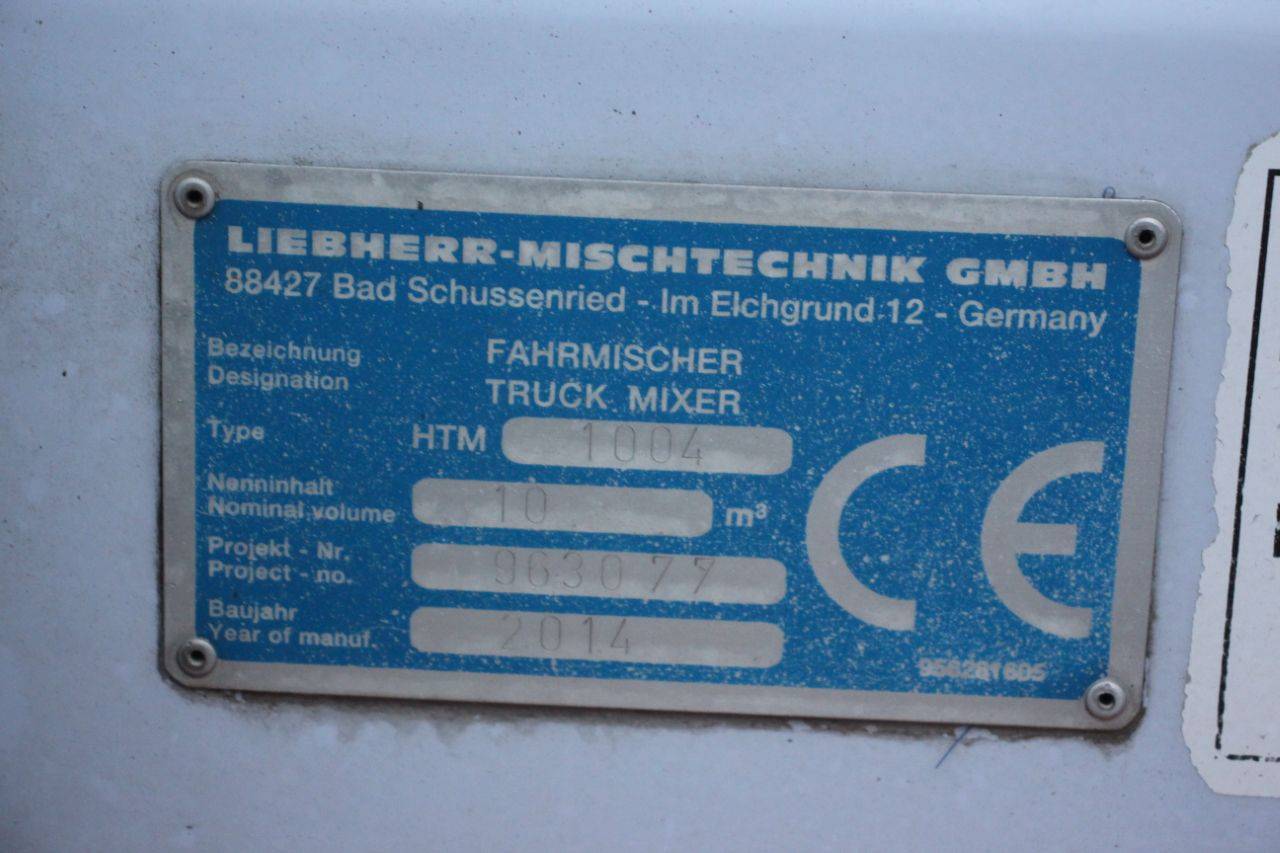 LIEBHERR-MISCHTECHNIK GMBH
88427 Bad Schussenried - Im Elchgrund 12 - Germany
Bezeichnung FAHRMISCHER
Designation TRUCK MIXER
Type HTM 1004
Nenninhalt
Nominal volume 10 m³
Projekt - Nr.
Project - no. 963077
Baujahr
Year of manuf. 2014
CE
956281605